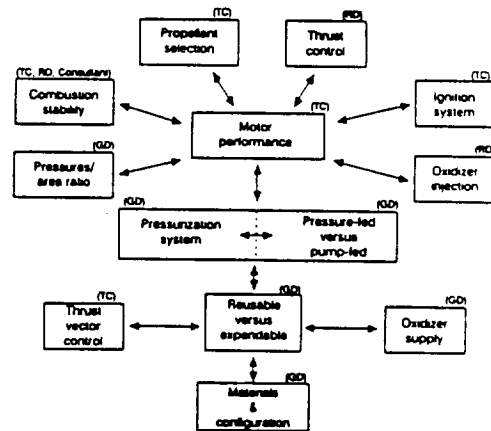 (TC)
Propellant
selection
(RD)
Thrust
control
(TC, RD, Consultant)
Combustion
stability
(TC)
Motor
performance
(TC)
Ignition
system
(GD)
Pressures/
area ratio
(RD)
Oxidizer
injection
(GD)
Pressurization
system
(GD)
Pressure-fed
versus
pump-fed
(TC)
Thrust
vector
control
(GD)
Reusable
versus
expendable
(GD)
Oxidizer
supply
(GD)
Materials
&
configuration